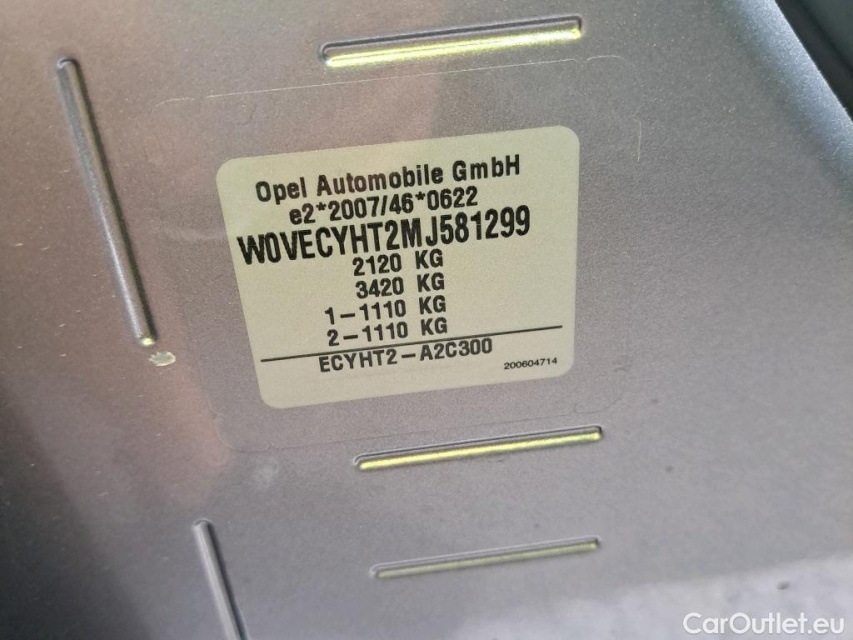 Opel Automobile GmbH
e2*2007/46*0622
W0VECYHT2MJ581299
2120 KG
3420 KG
1-1110 KG
2-1110 KG
ECYHT2-A2C300
200604714
CarOutlet.eu